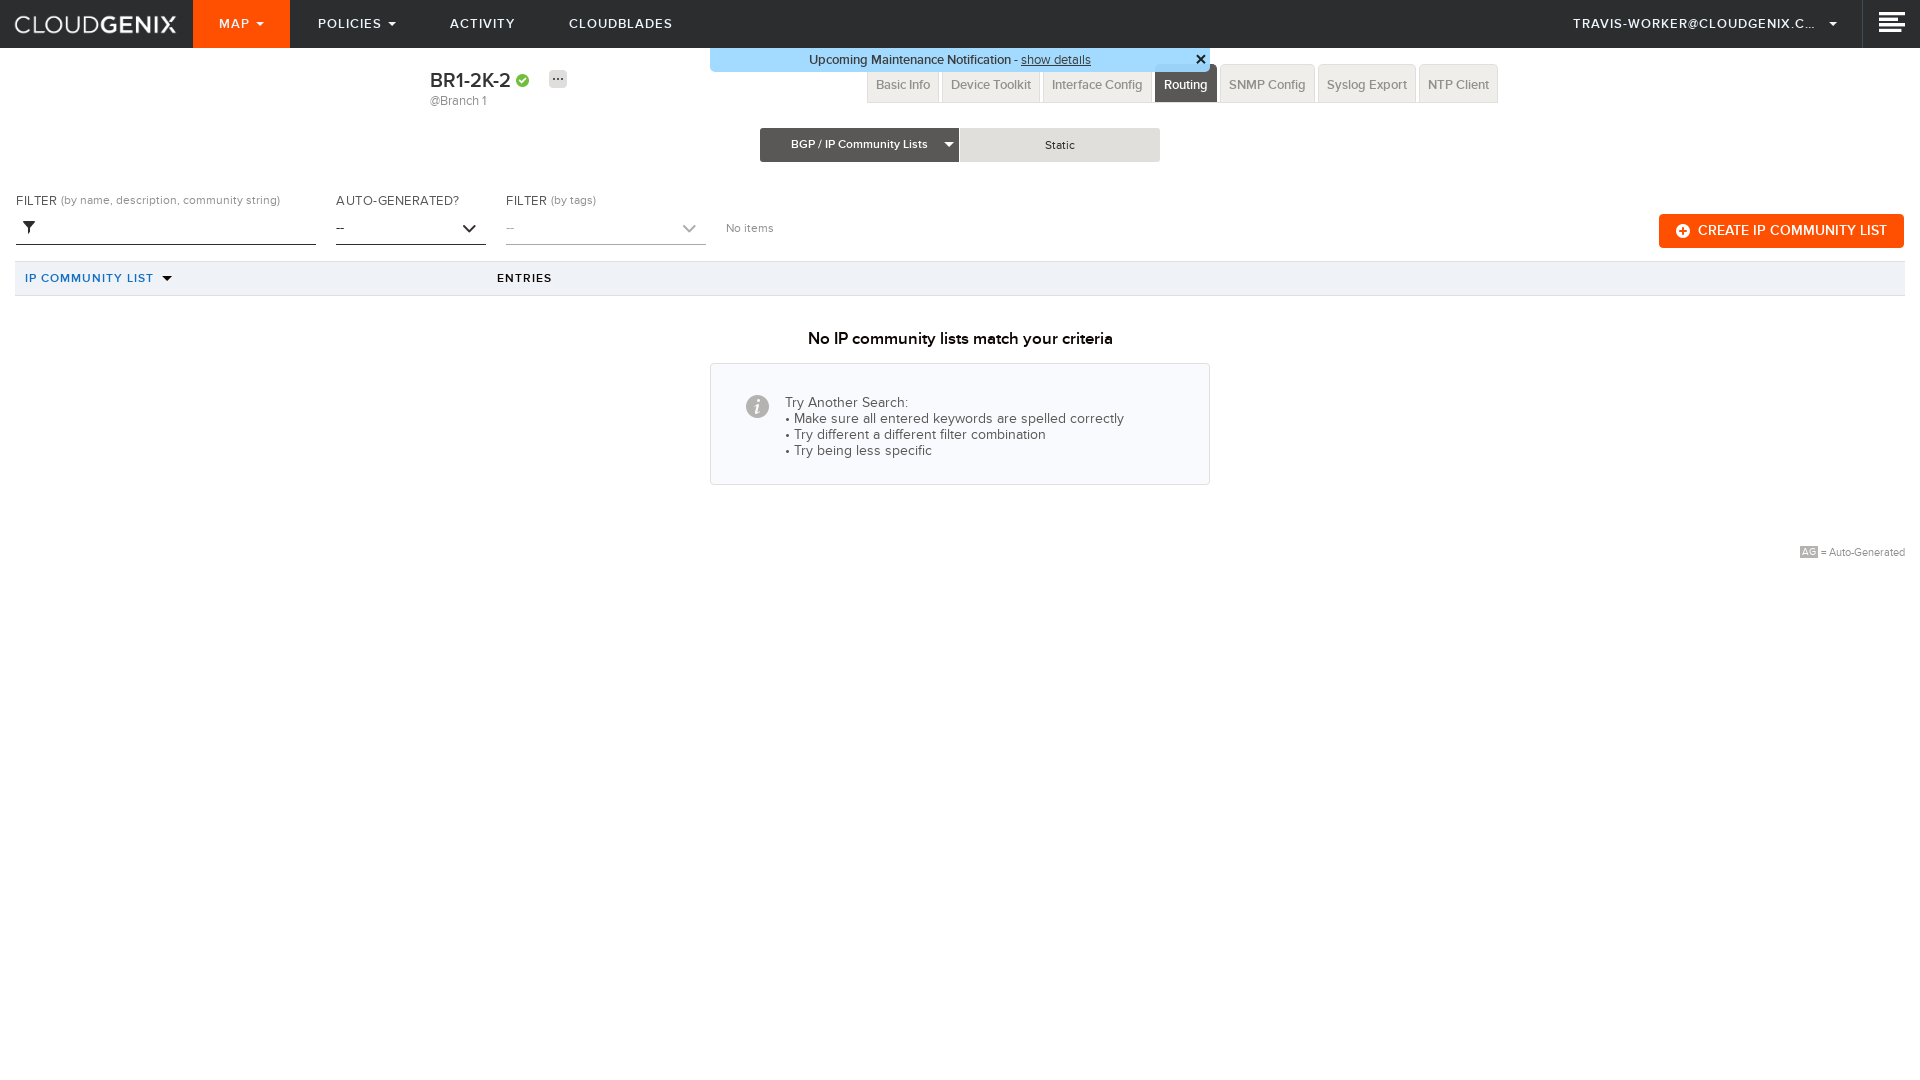 CLOUDGENIX
MAP
POLICIES
ACTIVITY
CLOUDBLADES
TRAVIS-WORKER@CLOUDGENIX.C...
Upcoming Maintenance Notification - show details
BR1-2K-2
@Branch 1
Basic Info
Device Toolkit
Interface Config
Routing
SNMP Config
Syslog Export
NTP Client
BGP / IP Community Lists
Static
FILTER (by name, description, community string)
AUTO-GENERATED?
--
FILTER (by tags)
--
No items
CREATE IP COMMUNITY LIST
IP COMMUNITY LIST
ENTRIES
No IP community lists match your criteria
Try Another Search:
• Make sure all entered keywords are spelled correctly
• Try different a different filter combination
• Try being less specific
AG = Auto-Generated